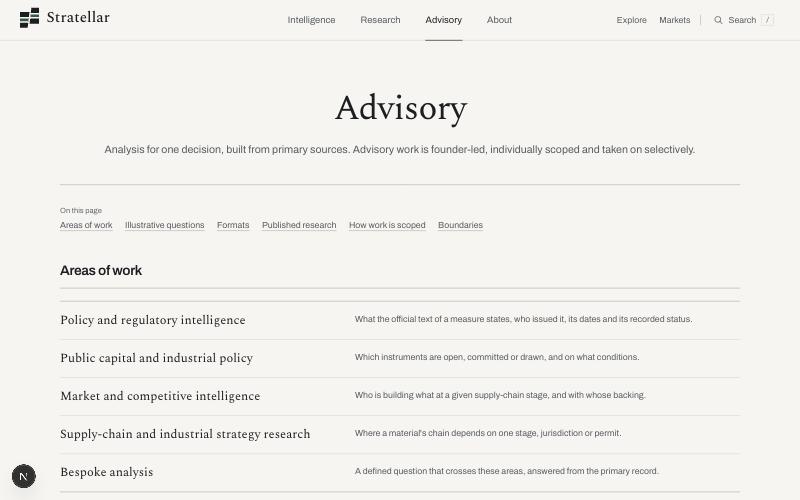 Stratellar
Intelligence
Research
Advisory
About
Explore
Markets
Search
/
Advisory
Analysis for one decision, built from primary sources. Advisory work is founder-led, individually scoped and taken on selectively.
On this page
Areas of work
Illustrative questions
Formats
Published research
How work is scoped
Boundaries
Areas of work
Policy and regulatory intelligence
What the official text of a measure states, who issued it, its dates and its recorded status.
Public capital and industrial policy
Which instruments are open, committed or drawn, and on what conditions.
Market and competitive intelligence
Who is building what at a given supply-chain stage, and with whose backing.
Supply-chain and industrial strategy research
Where a material's chain depends on one stage, jurisdiction or permit.
Bespoke analysis
A defined question that crosses these areas, answered from the primary record.
N